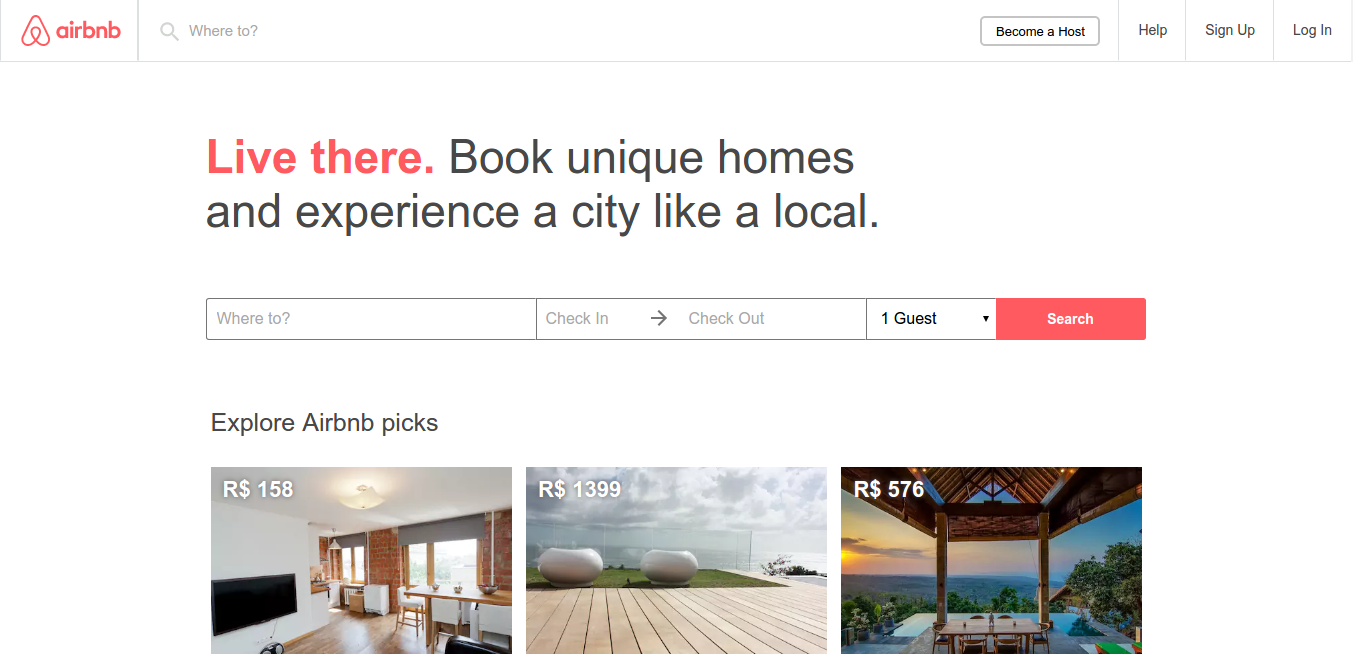 airbnb
Where to?
Become a Host
Help
Sign Up
Log In
Live there. Book unique homes
and experience a city like a local.
Where to?
Check In
Check Out
1 Guest
Search
Explore Airbnb picks
R$ 158
R$ 1399
R$ 576